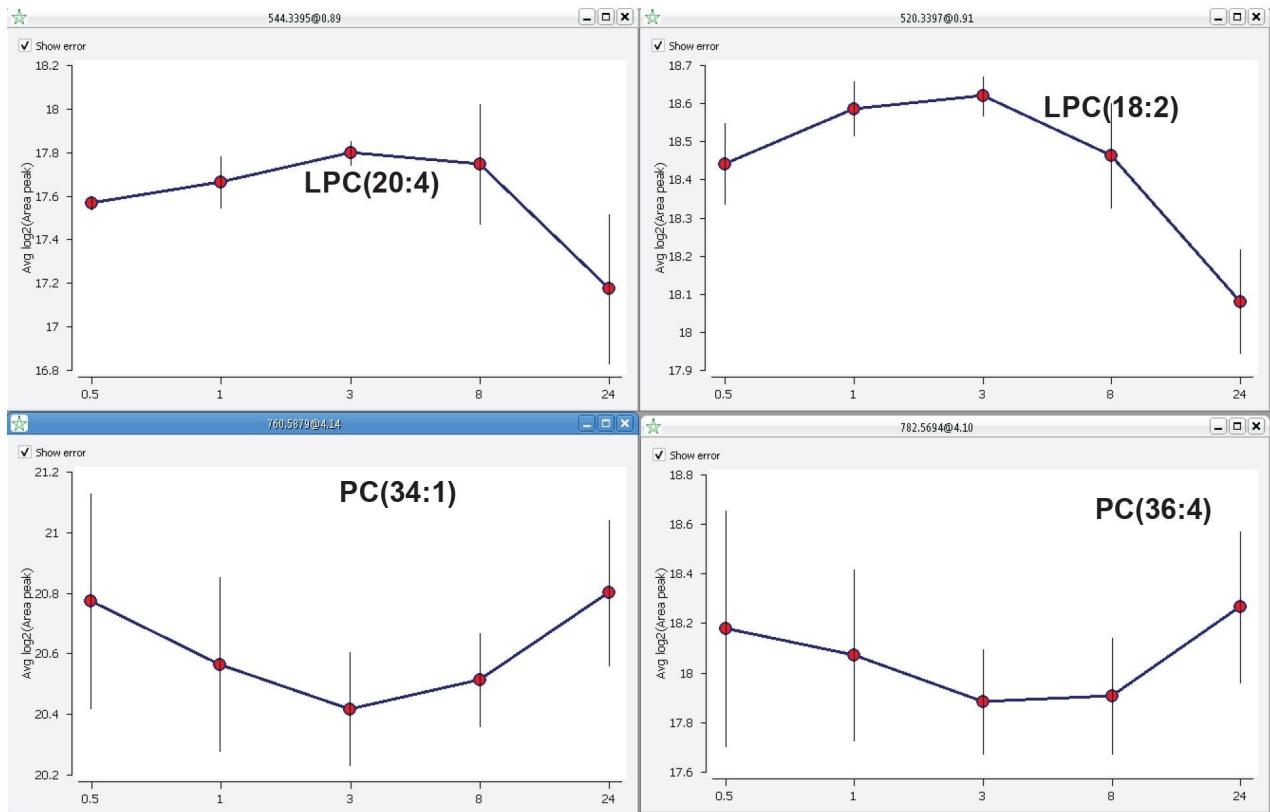 544.3395@0.89
Show error
Avg log2(Area peak)
18.2
18
17.8
17.6
17.4
17.2
17
16.8
LPC(20:4)
0.5 1 3 8 24
520.3397@0.91
Show error
Avg log2(Area peak)
18.7
18.6
18.5
18.4
18.3
18.2
18.1
18
17.9
LPC(18:2)
0.5 1 3 8 24
760.5879@4.14
Show error
Avg log2(Area peak)
21.2
21
20.8
20.6
20.4
20.2
PC(34:1)
0.5 1 3 8 24
782.5694@4.10
Show error
Avg log2(Area peak)
18.8
18.6
18.4
18.2
18
17.8
17.6
PC(36:4)
0.5 1 3 8 24